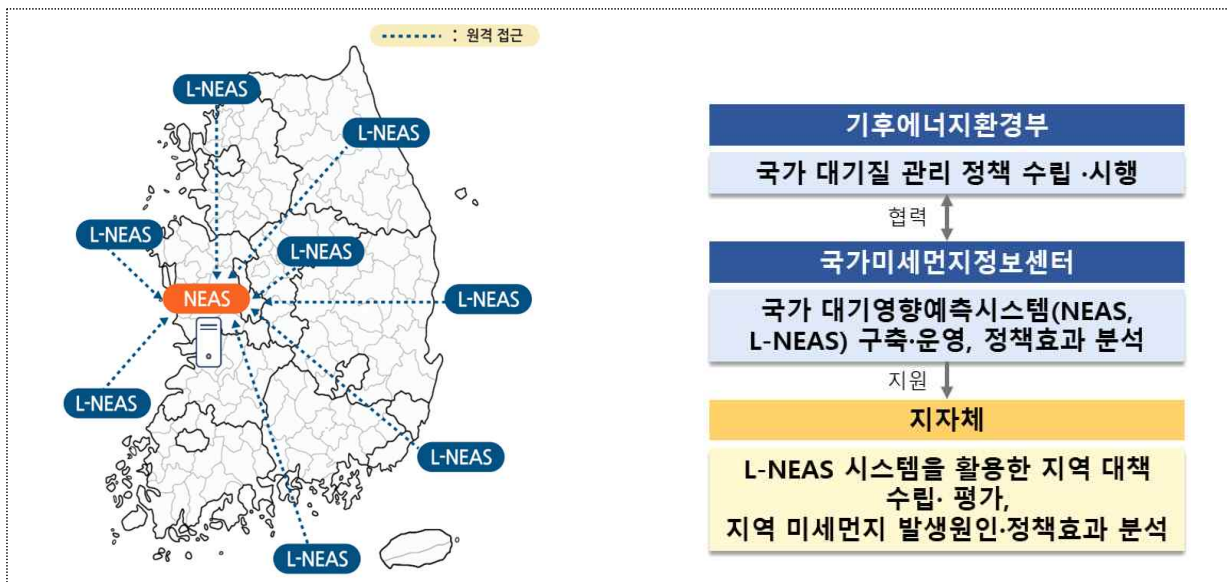 : 원격 접근
L-NEAS
L-NEAS
L-NEAS
L-NEAS
NEAS
L-NEAS
L-NEAS
L-NEAS
L-NEAS
기후에너지환경부
국가 대기질 관리 정책 수립 ·시행
협력
국가미세먼지정보센터
국가 대기영향예측시스템(NEAS,
L-NEAS) 구축·운영, 정책효과 분석
지원
지자체
L-NEAS 시스템을 활용한 지역 대책
수립· 평가,
지역 미세먼지 발생원인·정책효과 분석